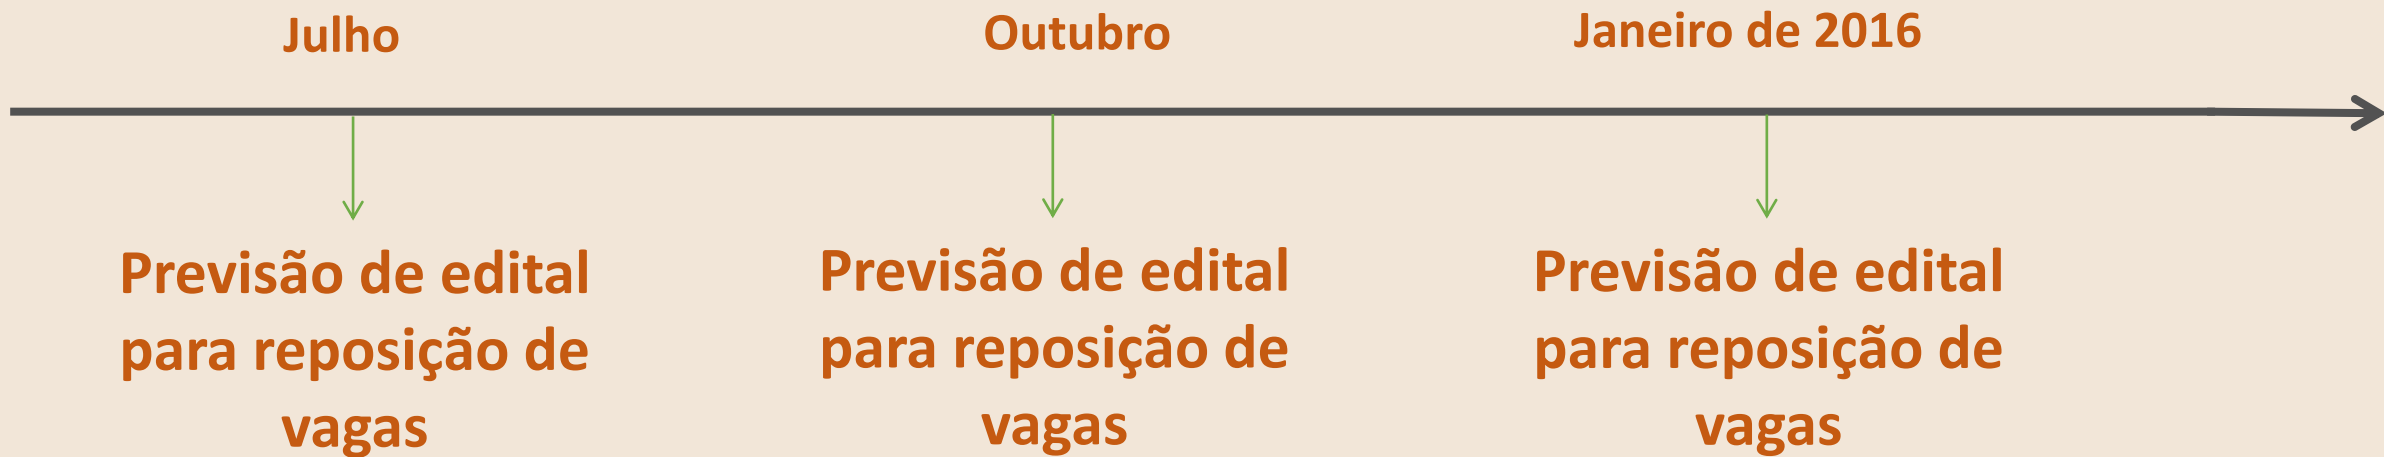 Julho
Outubro
Janeiro de 2016
Previsão de edital
para reposição de
vagas
Previsão de edital
para reposição de
vagas
Previsão de edital
para reposição de
vagas